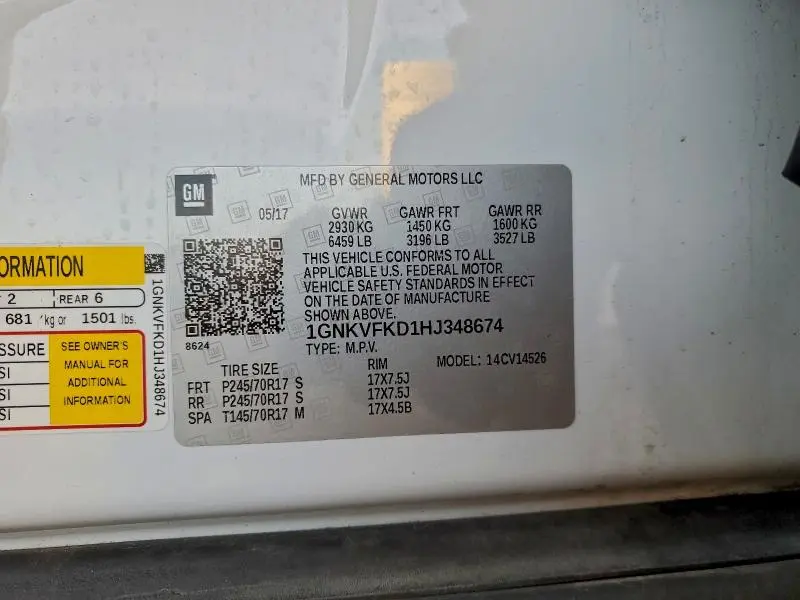 GM
MFD BY GENERAL MOTORS LLC
05/17
GVWR GAWR FRT GAWR RR
2930 KG 1450 KG 1600 KG
6459 LB 3196 LB 3527 LB
THIS VEHICLE CONFORMS TO ALL
APPLICABLE U.S. FEDERAL MOTOR
VEHICLE SAFETY STANDARDS IN EFFECT
ON THE DATE OF MANUFACTURE
SHOWN ABOVE.
1GNKVFKD1HJ348674
8624
TYPE: M.P.V. MODEL: 14CV14526
TIRE SIZE RIM
FRT P245/70R17 S 17X7.5J
RR P245/70R17 S 17X7.5J
SPA T145/70R17 M 17X4.5B
ORMATION
2 REAR 6
681 kg or 1501 lbs.
SSURE
SI
SI
SI
SEE OWNER'S
MANUAL FOR
ADDITIONAL
INFORMATION
1GNKVFKD1HJ348674